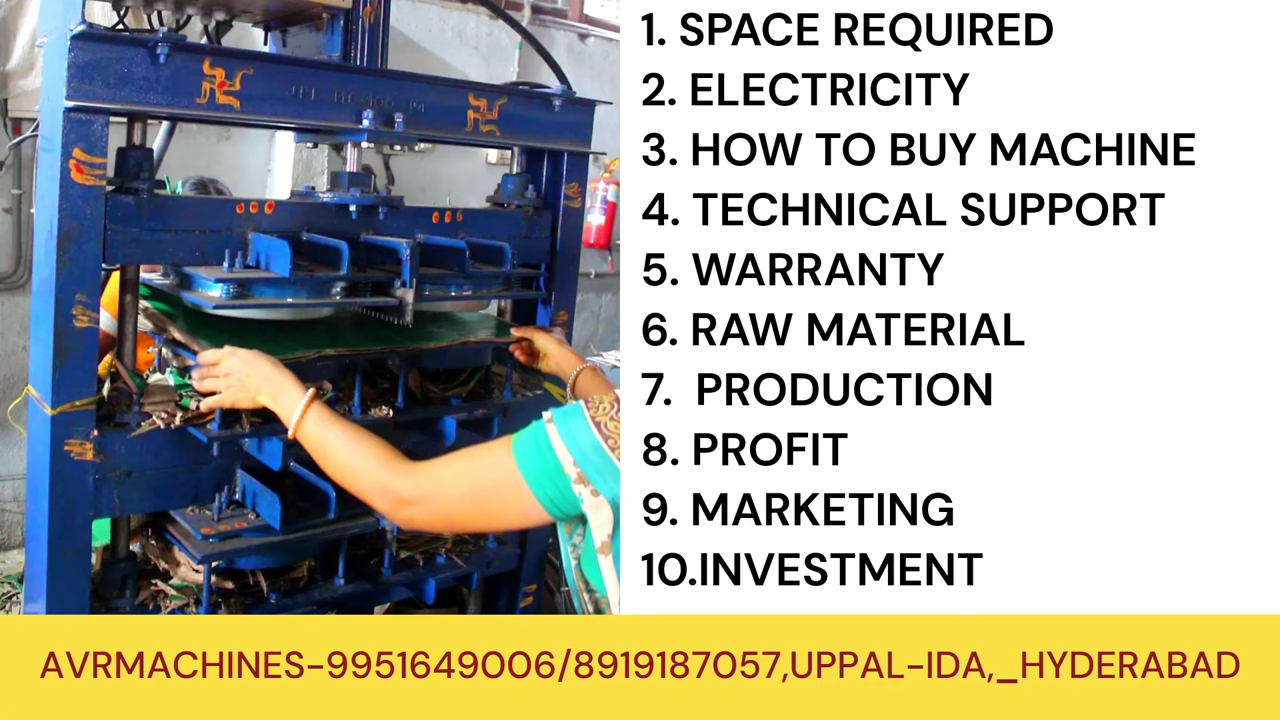 1. SPACE REQUIRED
2. ELECTRICITY
3. HOW TO BUY MACHINE
4. TECHNICAL SUPPORT
5. WARRANTY
6. RAW MATERIAL
7. PRODUCTION
8. PROFIT
9. MARKETING
10.INVESTMENT
AVRMACHINES-9951649006/8919187057,UPPAL-IDA,_HYDERABAD